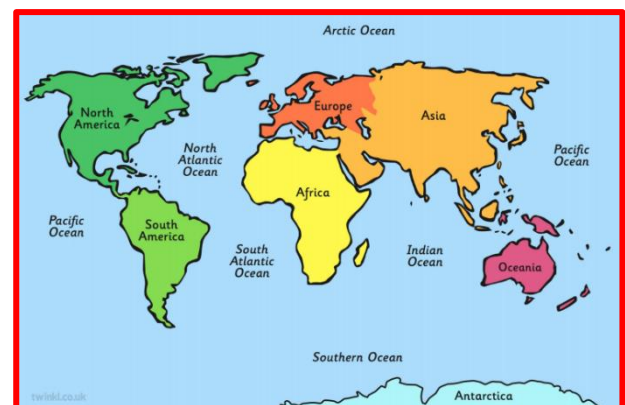 Arctic Ocean
North
America
Europe
Asia
North
Atlantic
Ocean
Pacific
Ocean
Africa
Pacific
Ocean
South
America
South
Atlantic
Ocean
Indian
Ocean
Oceania
Southern Ocean
Antarctica
twinkl.co.uk